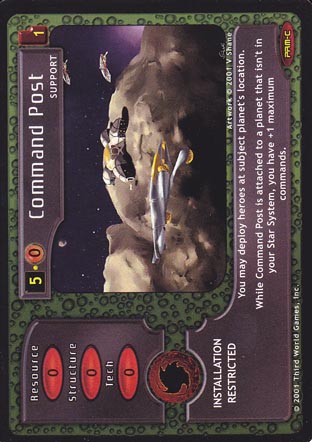 5 · 0
Command Post
SUPPORT
1
Resource
0
Structure
0
Tech
0
Artwork © 2001 V Shane
PRM-C
INSTALLATION
RESTRICTED
You may deploy heroes at subject planet's location.
While Command Post is attached to a planet that isn't in
your Star System, you have +1 maximum
commands.
© 2001 Third World Games, Inc.